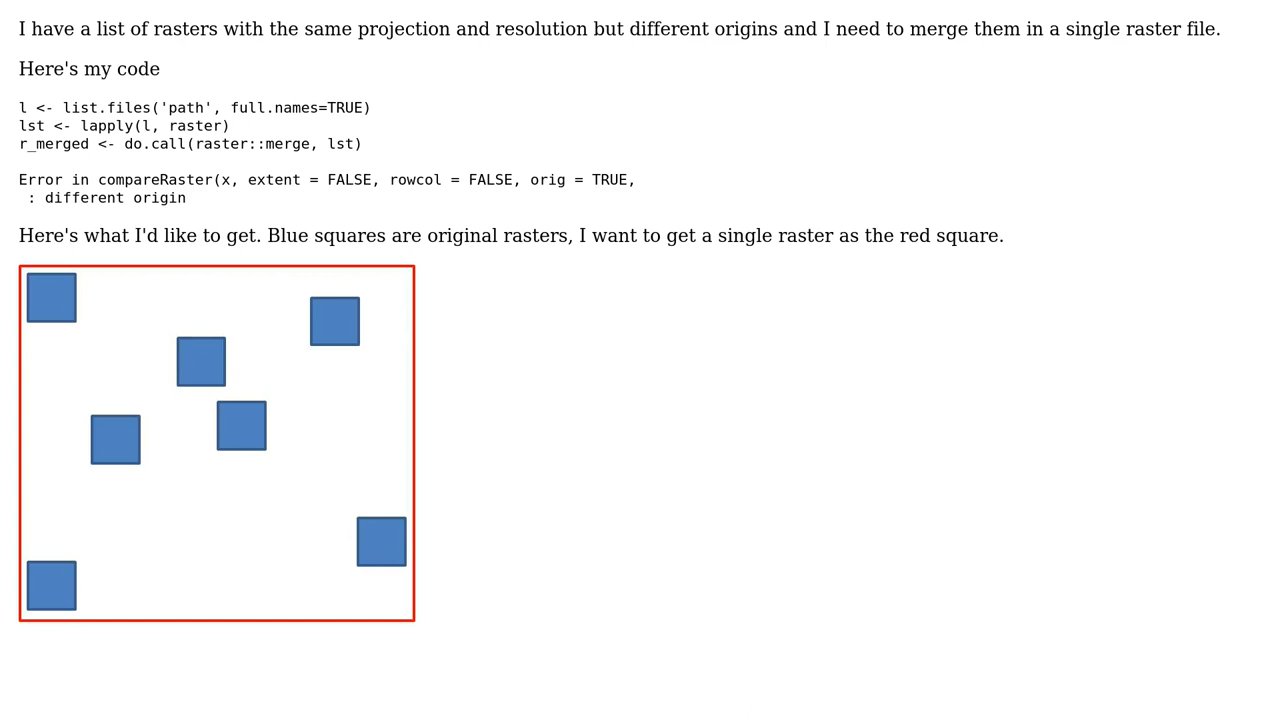 I have a list of rasters with the same projection and resolution but different origins and I need to merge them in a single raster file.
Here's my code
l <- list.files('path', full.names=TRUE)
lst <- lapply(l, raster)
r_merged <- do.call(raster::merge, lst)
Error in compareRaster(x, extent = FALSE, rowcol = FALSE, orig = TRUE,
 : different origin
Here's what I'd like to get. Blue squares are original rasters, I want to get a single raster as the red square.